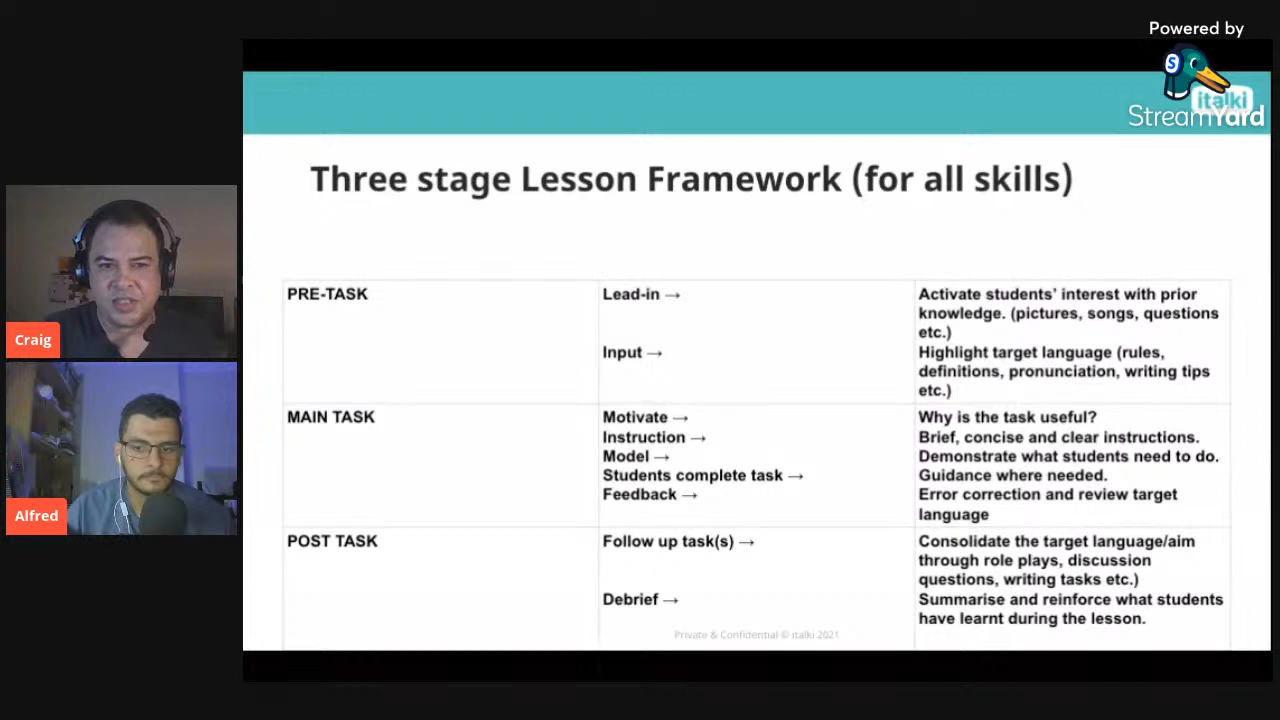 Powered by
S
italki
StreamYard
Three stage Lesson Framework (for all skills)
PRE-TASK
Lead-in →
Activate students' interest with prior
knowledge. (pictures, songs, questions
etc.)
Input →
Highlight target language (rules,
definitions, pronunciation, writing tips
etc.)
MAIN TASK
Motivate →
Why is the task useful?
Instruction →
Brief, concise and clear instructions.
Model →
Demonstrate what students need to do.
Students complete task →
Guidance where needed.
Feedback →
Error correction and review target
language
POST TASK
Follow up task(s) →
Consolidate the target language/aim
through role plays, discussion
questions, writing tasks etc.)
Debrief →
Summarise and reinforce what students
have learnt during the lesson.
Private & Confidential © italki 2021
Craig
Alfred